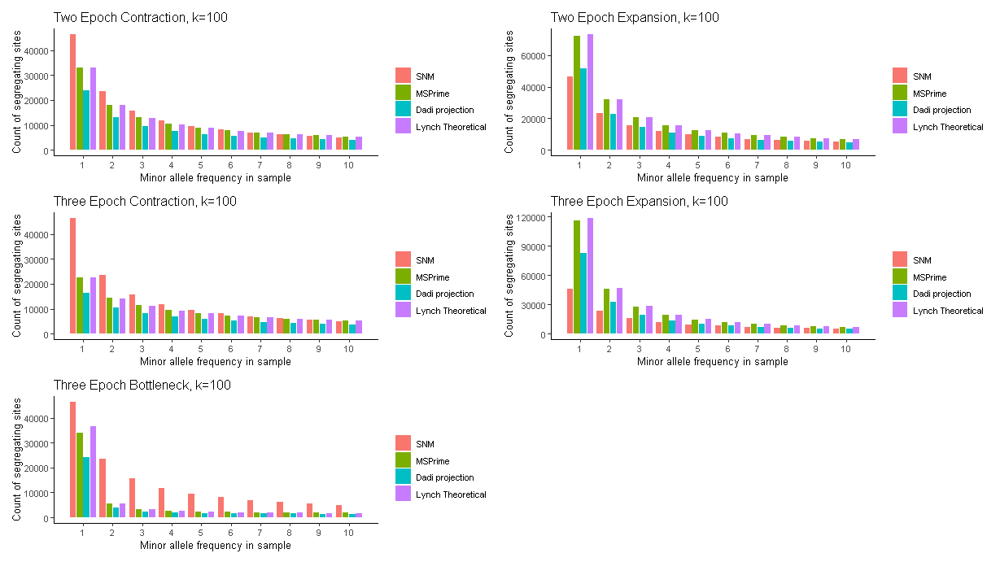 Two Epoch Contraction, k=100
Count of segregating sites
40000
30000
20000
10000
0
1 2 3 4 5 6 7 8 9 10
Minor allele frequency in sample
SNM
MSPrime
Dadi projection
Lynch Theoretical
Two Epoch Expansion, k=100
Count of segregating sites
60000
40000
20000
0
1 2 3 4 5 6 7 8 9 10
Minor allele frequency in sample
SNM
MSPrime
Dadi projection
Lynch Theoretical
Three Epoch Contraction, k=100
Count of segregating sites
40000
30000
20000
10000
0
1 2 3 4 5 6 7 8 9 10
Minor allele frequency in sample
SNM
MSPrime
Dadi projection
Lynch Theoretical
Three Epoch Expansion, k=100
Count of segregating sites
120000
90000
60000
30000
0
1 2 3 4 5 6 7 8 9 10
Minor allele frequency in sample
SNM
MSPrime
Dadi projection
Lynch Theoretical
Three Epoch Bottleneck, k=100
Count of segregating sites
40000
30000
20000
10000
0
1 2 3 4 5 6 7 8 9 10
Minor allele frequency in sample
SNM
MSPrime
Dadi projection
Lynch Theoretical